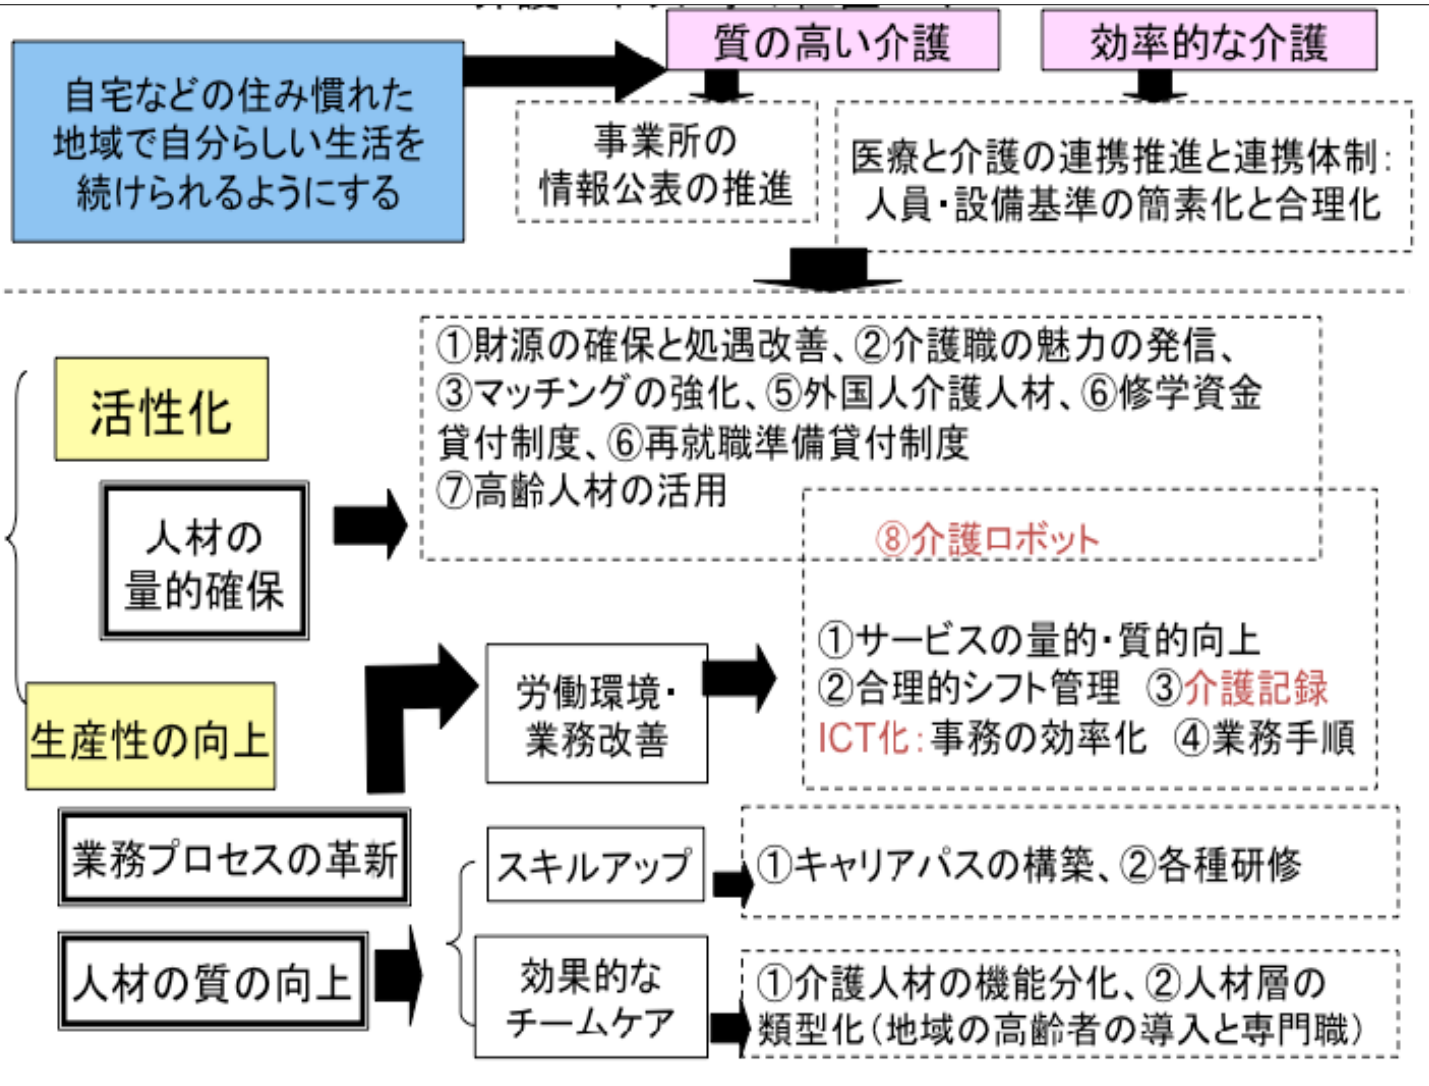 質の高い介護
効率的な介護
自宅などの住み慣れた
地域で自分らしい生活を
続けられるようにする
事業所の
情報公表の推進
医療と介護の連携推進と連携体制:
人員・設備基準の簡素化と合理化
活性化
人材の
量的確保
①財源の確保と処遇改善、②介護職の魅力の発信、
③マッチングの強化、⑤外国人介護人材、⑥修学資金
貸付制度、⑥再就職準備貸付制度
⑦高齢人材の活用
⑧介護ロボット
生産性の向上
労働環境・
業務改善
①サービスの量的・質的向上
②合理的シフト管理 ③介護記録
ICT化:事務の効率化 ④業務手順
業務プロセスの革新
スキルアップ
①キャリアパスの構築、②各種研修
人材の質の向上
効果的な
チームケア
①介護人材の機能分化、②人材層の
類型化(地域の高齢者の導入と専門職)